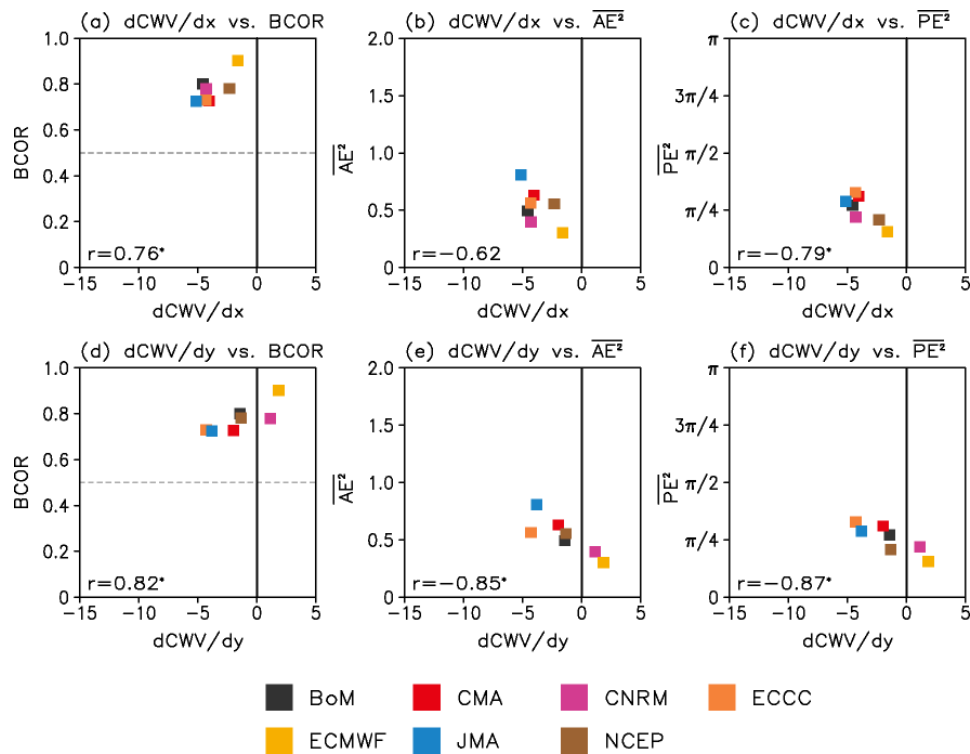 (a) dCWV/dx vs. BCOR
(b) dCWV/dx vs. AE²
(c) dCWV/dx vs. PE²
1.0
0.8
0.6
0.4
0.2
0
BCOR
r=0.76*
-15 -10 -5 0 5
dCWV/dx
2.0
1.5
1.0
0.5
0
AE²
r=-0.62
-15 -10 -5 0 5
dCWV/dx
π
3π/4
π/2
π/4
0
PE²
r=-0.79*
-15 -10 -5 0 5
dCWV/dx
(d) dCWV/dy vs. BCOR
(e) dCWV/dy vs. AE²
(f) dCWV/dy vs. PE²
1.0
0.8
0.6
0.4
0.2
0
BCOR
r=0.82*
-15 -10 -5 0 5
dCWV/dy
2.0
1.5
1.0
0.5
0
AE²
r=-0.85*
-15 -10 -5 0 5
dCWV/dy
π
3π/4
π/2
π/4
0
PE²
r=-0.87*
-15 -10 -5 0 5
dCWV/dy
BoM CMA CNRM ECCC
ECMWF JMA NCEP